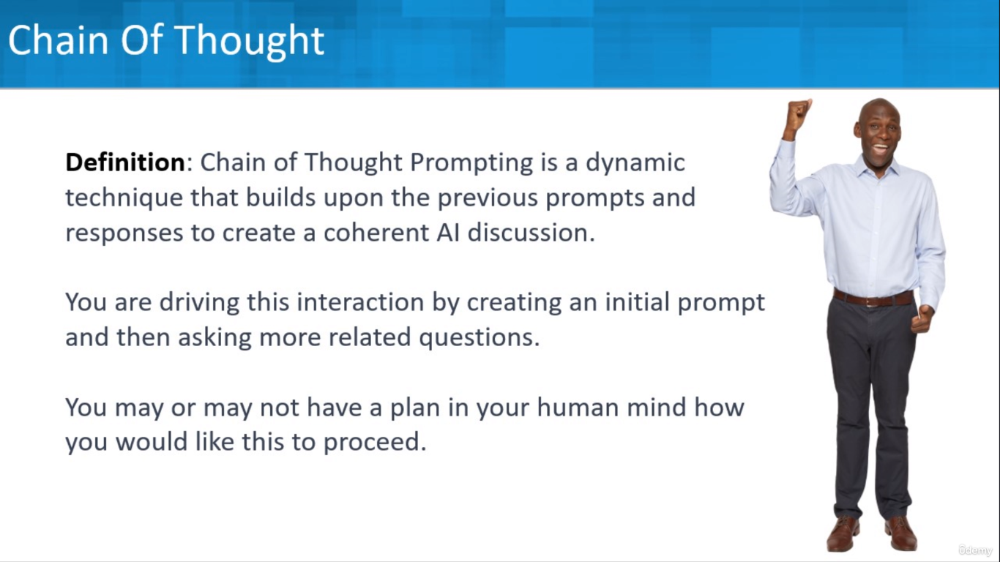 Chain Of Thought
Definition: Chain of Thought Prompting is a dynamic
technique that builds upon the previous prompts and
responses to create a coherent AI discussion.
You are driving this interaction by creating an initial prompt
and then asking more related questions.
You may or may not have a plan in your human mind how
you would like this to proceed.
ûdemy